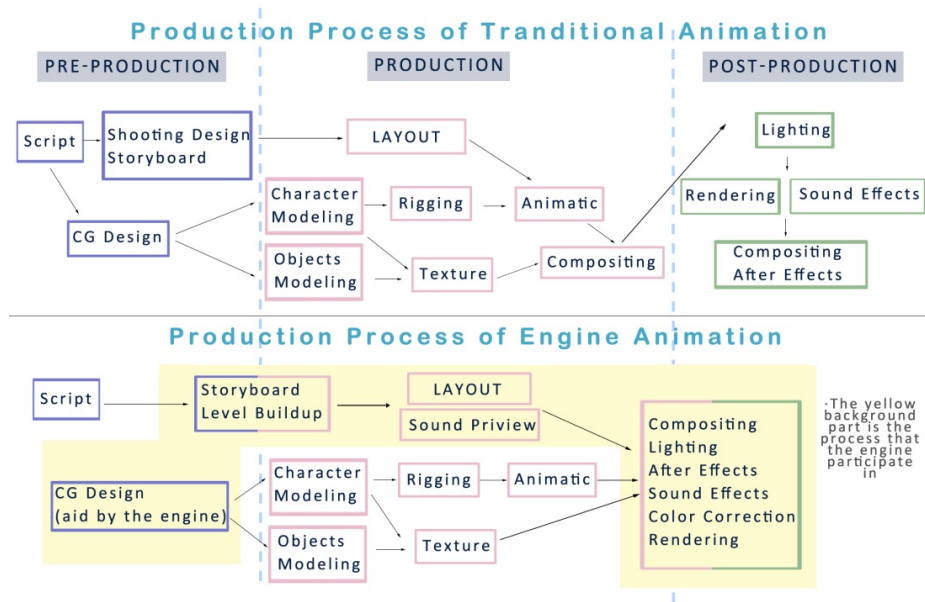 Production Process of Tranditional Animation
PRE-PRODUCTION
PRODUCTION
POST-PRODUCTION
Script
Shooting Design
Storyboard
LAYOUT
Lighting
Character
Modeling
Rigging
Animatic
Rendering
Sound Effects
CG Design
Objects
Modeling
Texture
Compositing
Compositing
After Effects
Production Process of Engine Animation
Script
Storyboard
Level Buildup
LAYOUT
Sound Priview
CG Design
(aid by the engine)
Character
Modeling
Rigging
Animatic
Objects
Modeling
Texture
Compositing
Lighting
After Effects
Sound Effects
Color Correction
Rendering
·The yellow
background
part is the
process that
the engine
participate
in